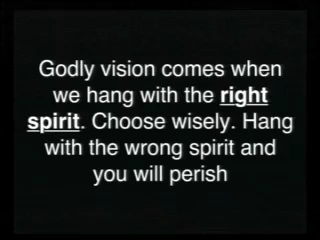 Godly vision comes when
we hang with the right
spirit. Choose wisely. Hang
with the wrong spirit and
you will perish